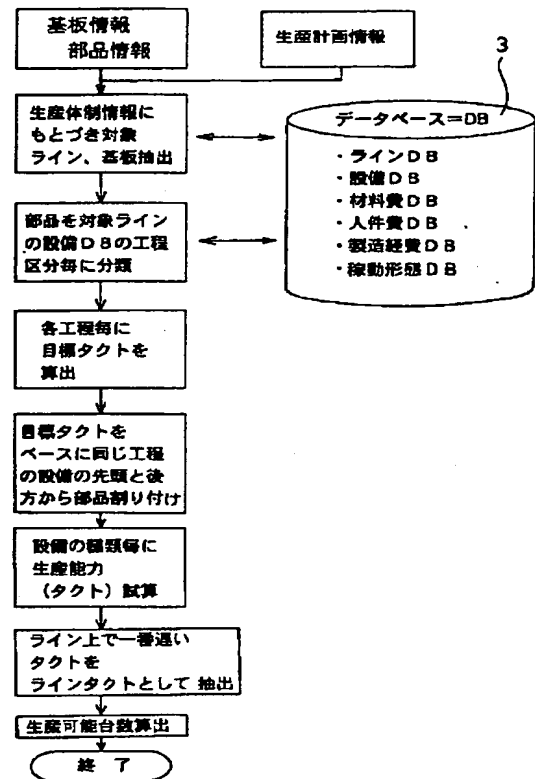 基板情報
部品情報
生産計画情報
3
生産体制情報に
もとづき対象
ライン、基板抽出
データベース=DB
・ラインDB
・設備DB
・材料費DB
・人件費DB
・製造経費DB
・稼動形態DB
部品を対象ライン
の設備DBの工程
区分毎に分類
各工程毎に
目標タクトを
算出
目標タクトを
ベースに同じ工程
の設備の先頭と後
方から部品割り付け
設備の種類毎に
生産能力
(タクト)試算
ライン上で一番遅い
タクトを
ラインタクトとして 抽出
生産可能台数算出
終 了